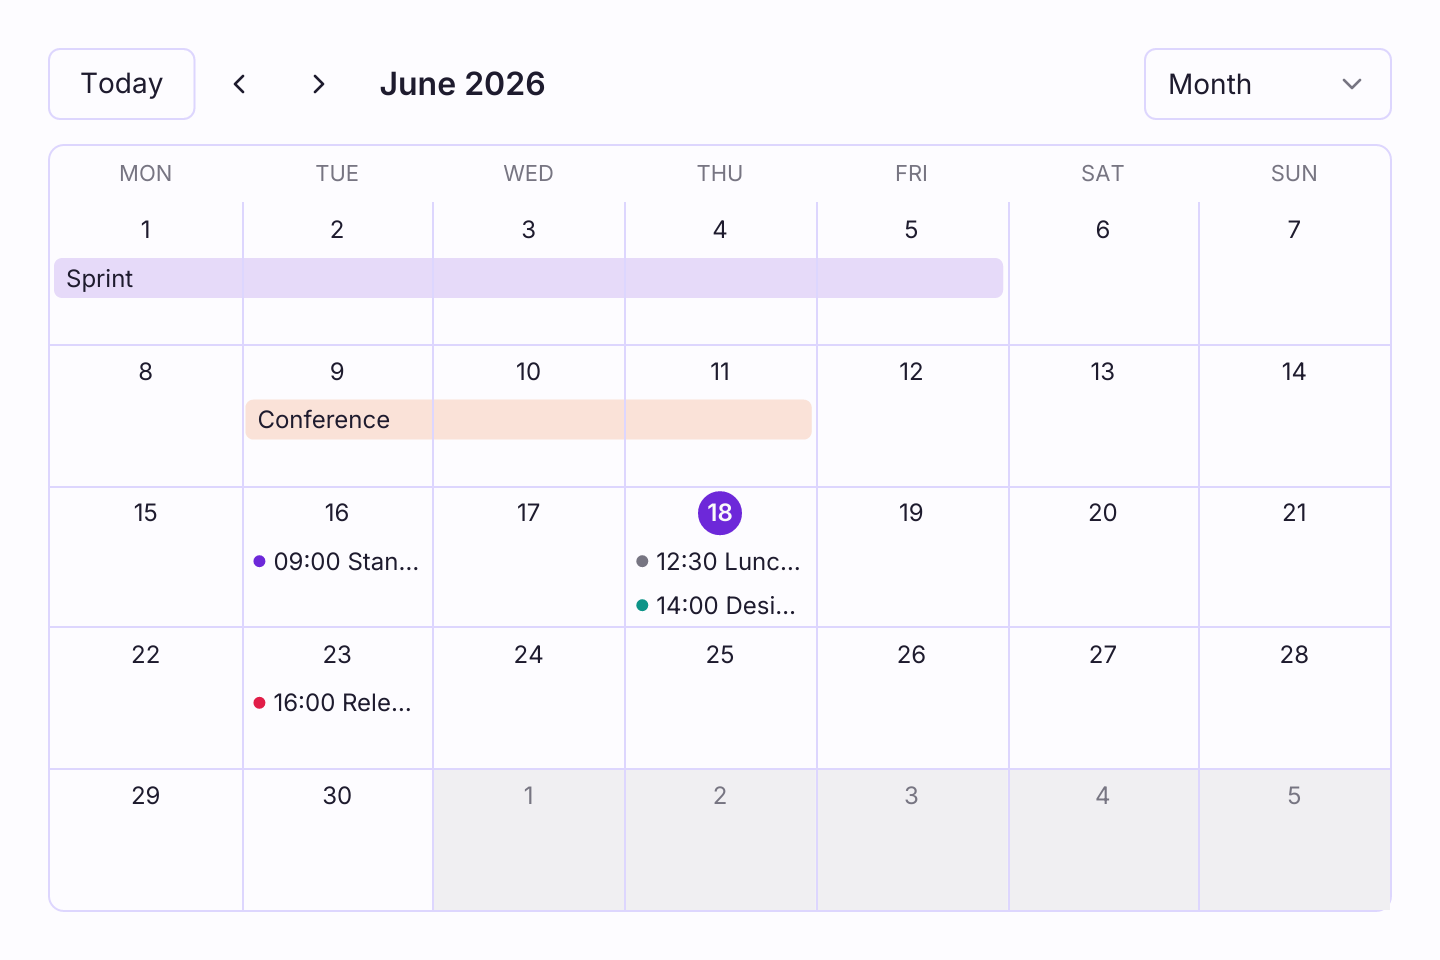 Today
June 2026
Month
MON TUE WED THU FRI SAT SUN
1 2 3 4 5 6 7
Sprint
8 9 10 11 12 13 14
Conference
15 16 17 18 19 20 21
09:00 Stan... 12:30 Lunc...
14:00 Desi...
22 23 24 25 26 27 28
16:00 Rele...
29 30 1 2 3 4 5